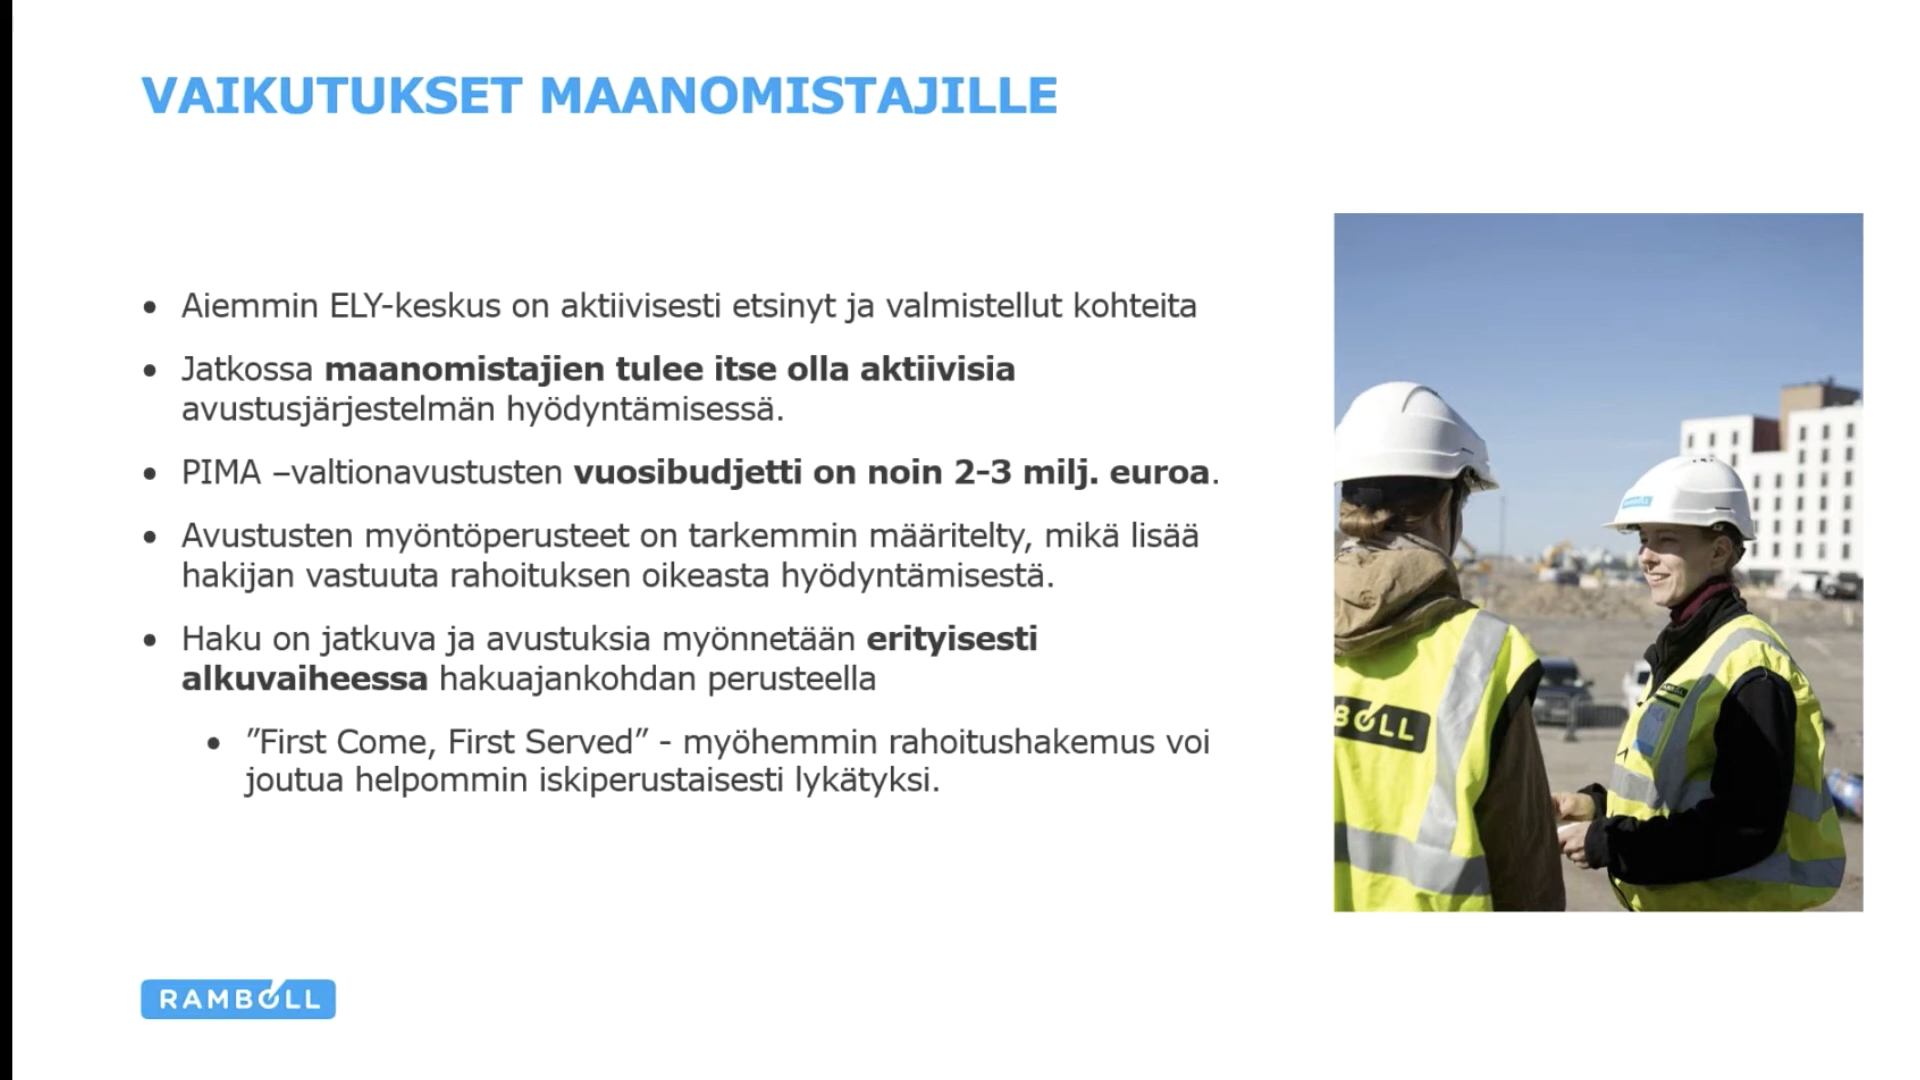 VAIKUTUKSET MAANOMISTAJILLE
• Aiemmin ELY-keskus on aktiivisesti etsinyt ja valmistellut kohteita
• Jatkossa maanomistajien tulee itse olla aktiivisia
avustusjärjestelmän hyödyntämisessä.
• PIMA –valtionavustusten vuosibudjetti on noin 2-3 milj. euroa.
• Avustusten myöntöperusteet on tarkemmin määritelty, mikä lisää
hakijan vastuuta rahoituksen oikeasta hyödyntämisestä.
• Haku on jatkuva ja avustuksia myönnetään erityisesti
alkuvaiheessa hakuajankohdan perusteella
• ”First Come, First Served” - myöhemmin rahoitushakemus voi
joutua helpommin iskiperustaisesti lykätyksi.
BOLL
RAMBOLL